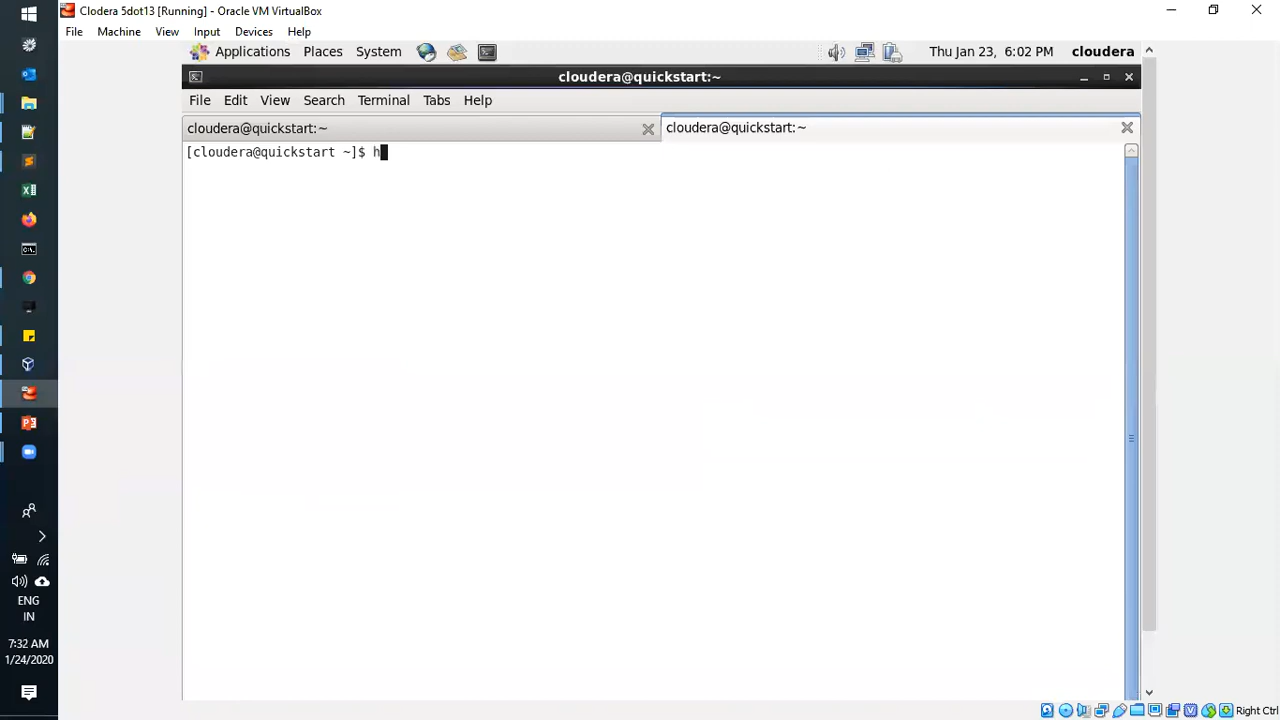 Clodera 5dot13 [Running] - Oracle VM VirtualBox
File Machine View Input Devices Help
Applications Places System Thu Jan 23, 6:02 PM cloudera
cloudera@quickstart:~
File Edit View Search Terminal Tabs Help
cloudera@quickstart:~ cloudera@quickstart:~
[cloudera@quickstart ~]$ h
ENG
IN
7:32 AM
1/24/2020
Right Ctrl